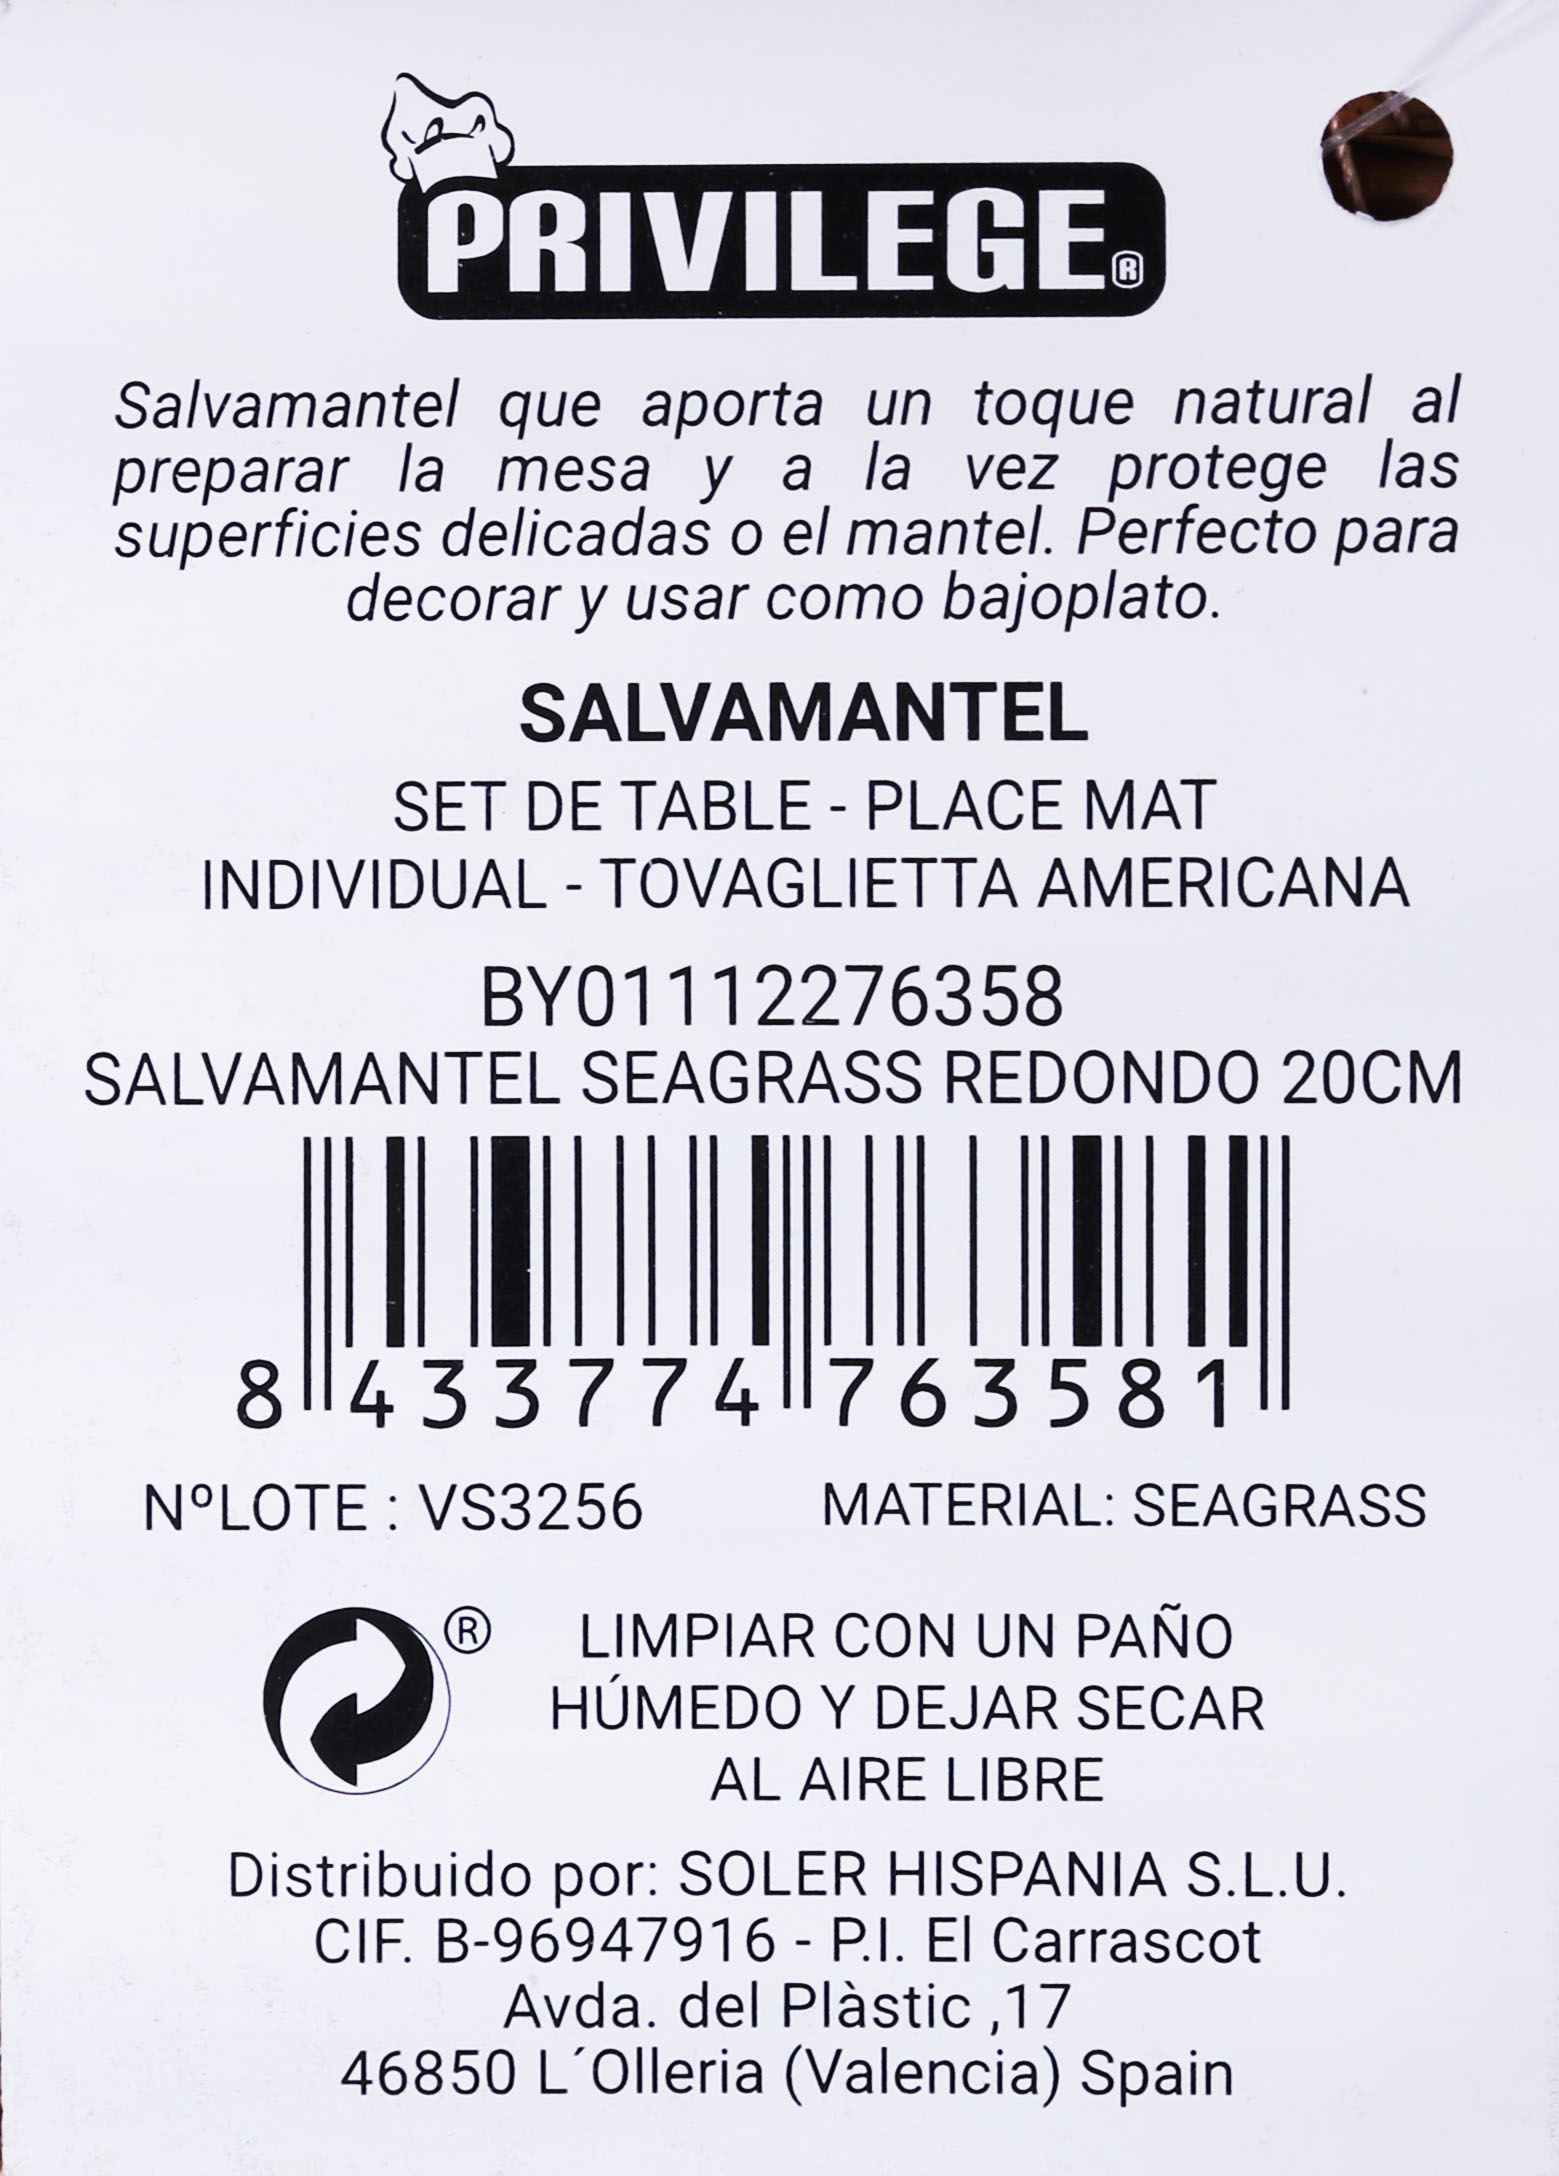 PRIVILEGE®
Salvamantel que aporta un toque natural al
preparar la mesa y a la vez protege las
superficies delicadas o el mantel. Perfecto para
decorar y usar como bajoplato.
SALVAMANTEL
SET DE TABLE - PLACE MAT
INDIVIDUAL - TOVAGLIETTA AMERICANA
BY01112276358
SALVAMANTEL SEAGRASS REDONDO 20CM
8 433774 763581
NºLOTE : VS3256 MATERIAL: SEAGRASS
® LIMPIAR CON UN PAÑO
HÚMEDO Y DEJAR SECAR
AL AIRE LIBRE
Distribuido por: SOLER HISPANIA S.L.U.
CIF. B-96947916 - P.I. El Carrascot
Avda. del Plàstic ,17
46850 L´Olleria (Valencia) Spain